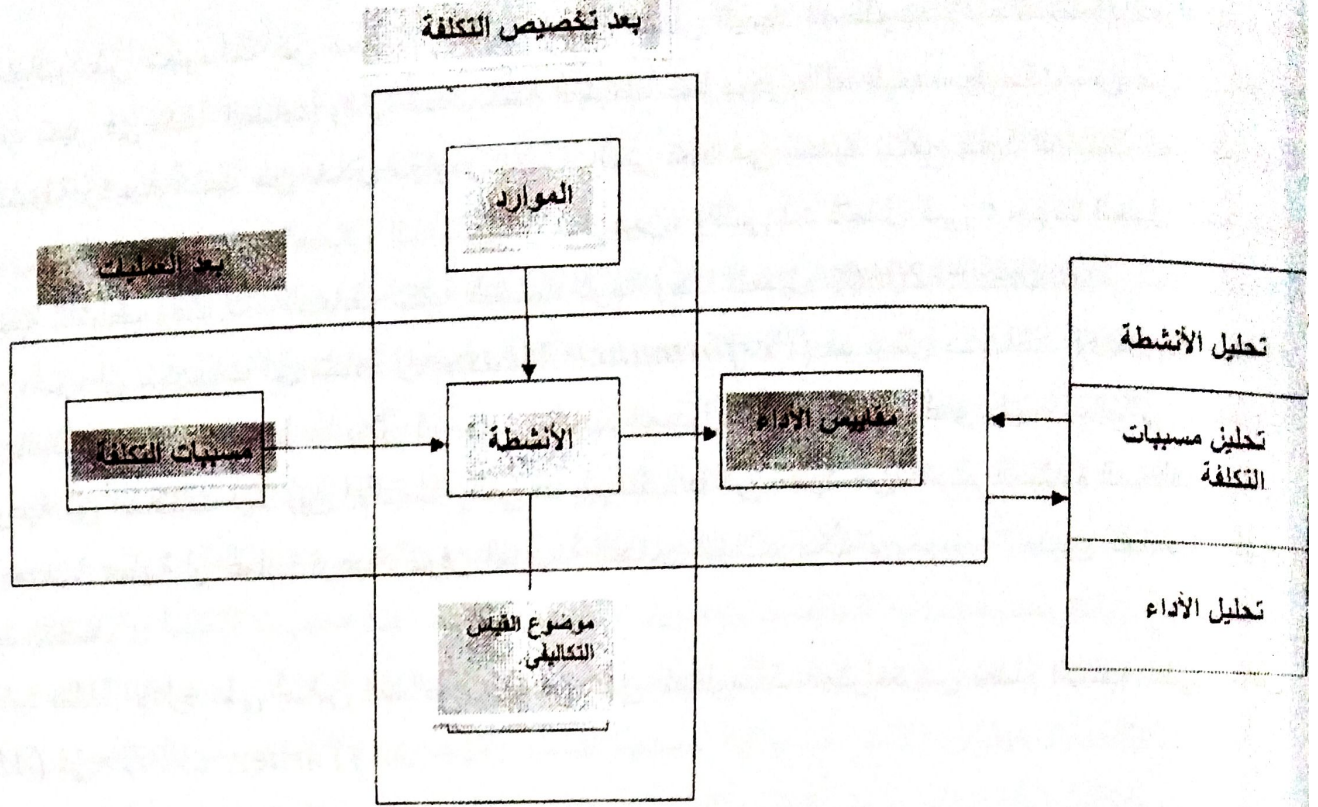 بعد تخصيص التكلفة
الموارد
بعد العمليات
تحليل الأنشطة
مسببات التكلفة
الأنشطة
مقاييس الأداء
تحليل مسببات
التكلفة
تحليل الأداء
موضوع القياس
التكاليفي